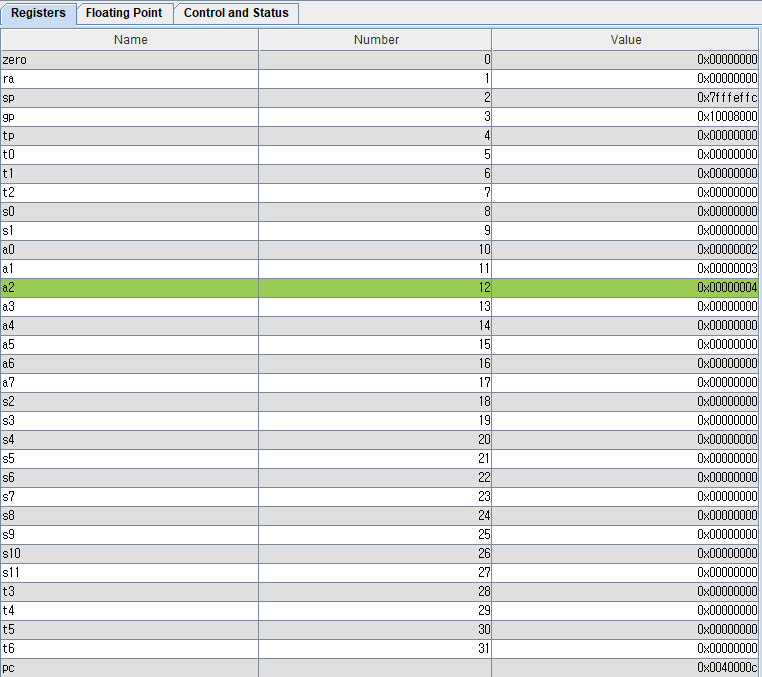 Registers Floating Point Control and Status
Name Number Value
zero 0 0x00000000
ra 1 0x00000000
sp 2 0x7fffeffc
gp 3 0x10008000
tp 4 0x00000000
t0 5 0x00000000
t1 6 0x00000000
t2 7 0x00000000
s0 8 0x00000000
s1 9 0x00000000
a0 10 0x00000002
a1 11 0x00000003
a2 12 0x00000004
a3 13 0x00000000
a4 14 0x00000000
a5 15 0x00000000
a6 16 0x00000000
a7 17 0x00000000
s2 18 0x00000000
s3 19 0x00000000
s4 20 0x00000000
s5 21 0x00000000
s6 22 0x00000000
s7 23 0x00000000
s8 24 0x00000000
s9 25 0x00000000
s10 26 0x00000000
s11 27 0x00000000
t3 28 0x00000000
t4 29 0x00000000
t5 30 0x00000000
t6 31 0x00000000
pc 0x0040000c